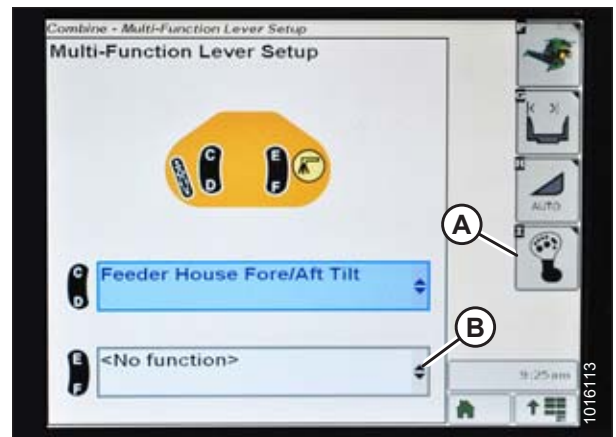 Combine - Multi-Function Lever Setup
Multi-Function Lever Setup
C
D
E
F
AUTO
A
C
D
Feeder House Fore/Aft Tilt
B
E
F
<No function>
9:25am
1016113